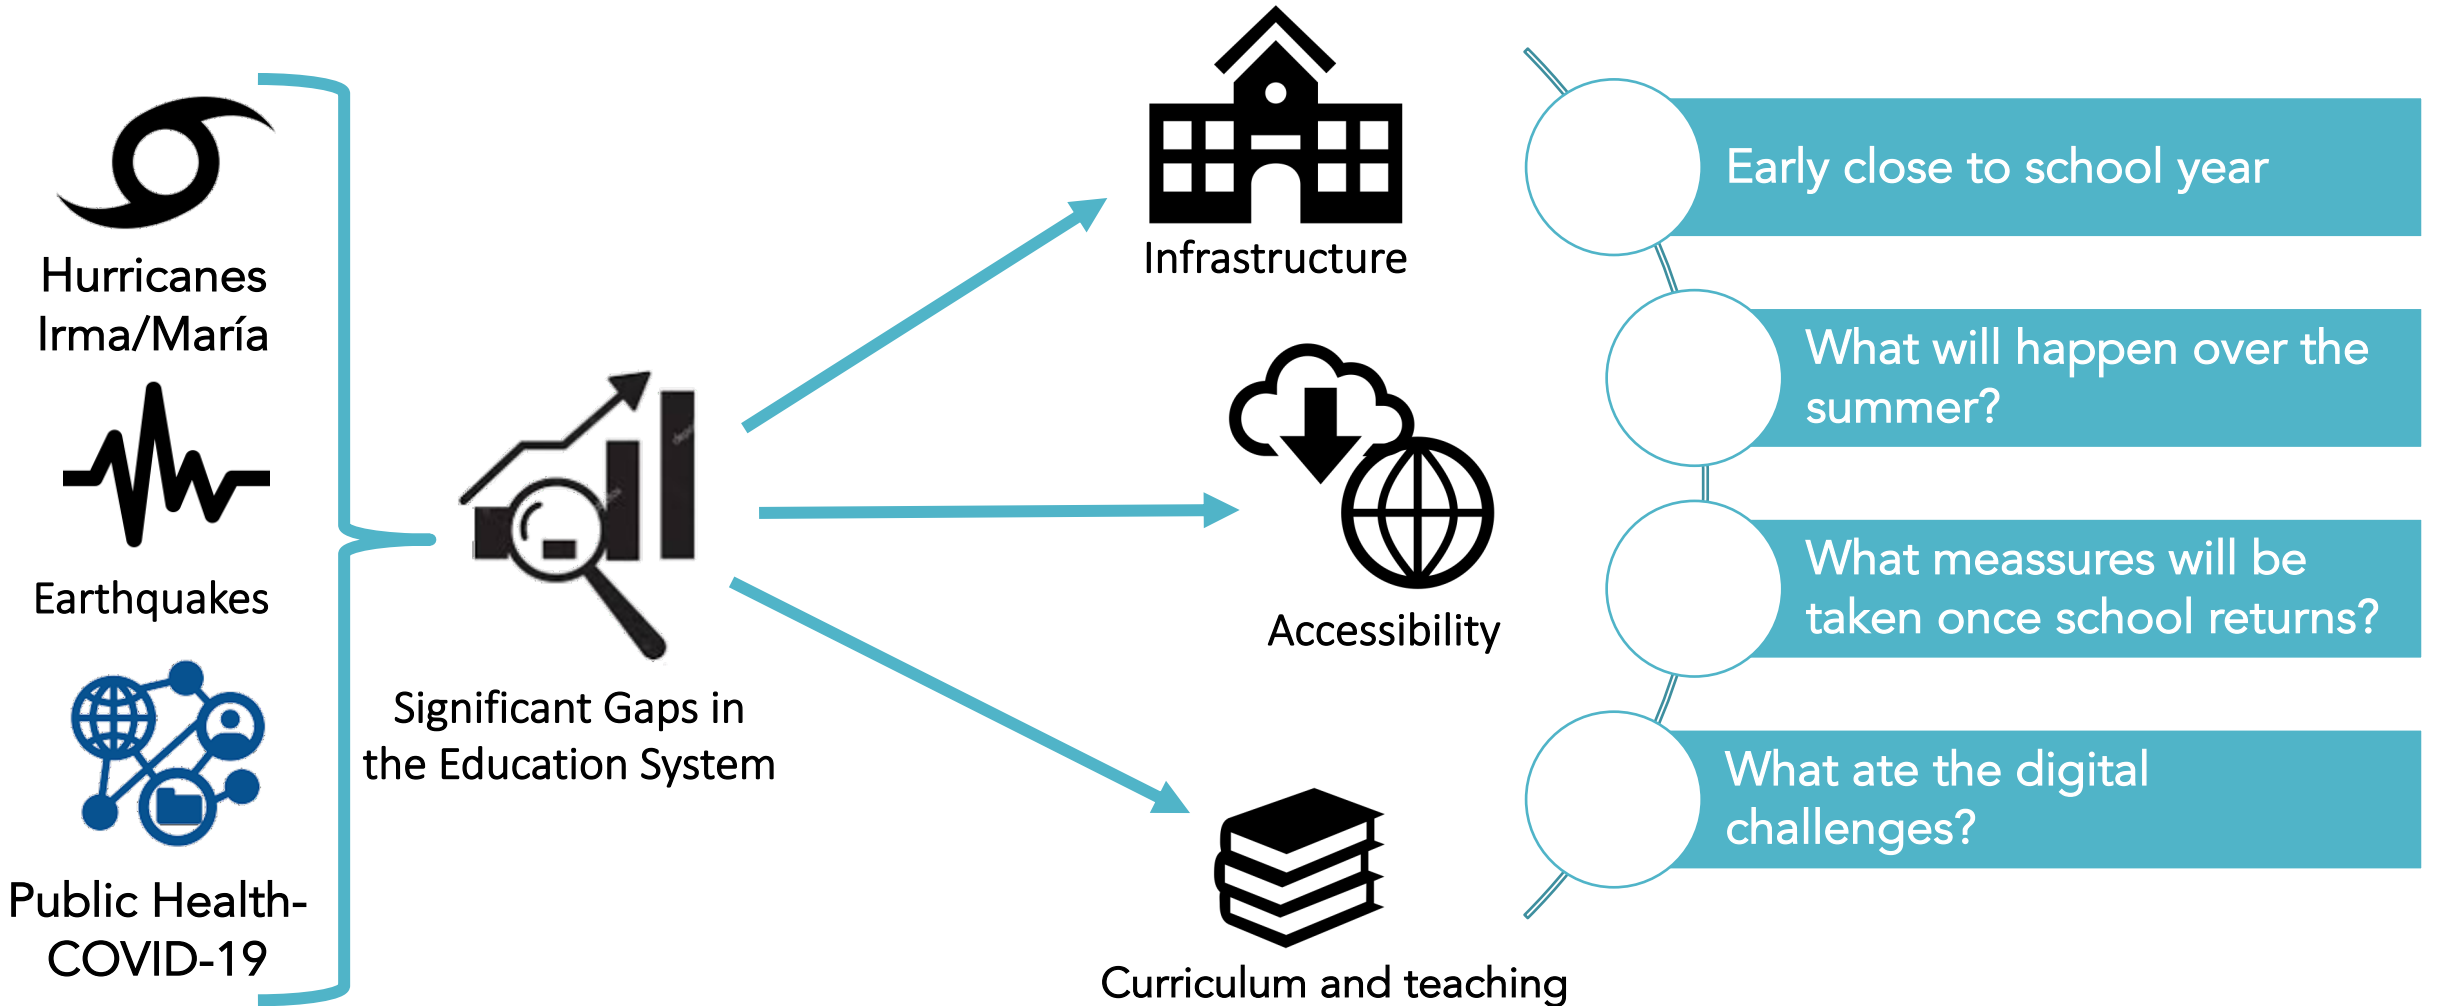 Hurricanes
Irma/María
Earthquakes
Public Health-
COVID-19
Significant Gaps in
the Education System
Infrastructure
Accessibility
Curriculum and teaching
Early close to school year
What will happen over the
summer?
What meassures will be
taken once school returns?
What ate the digital
challenges?